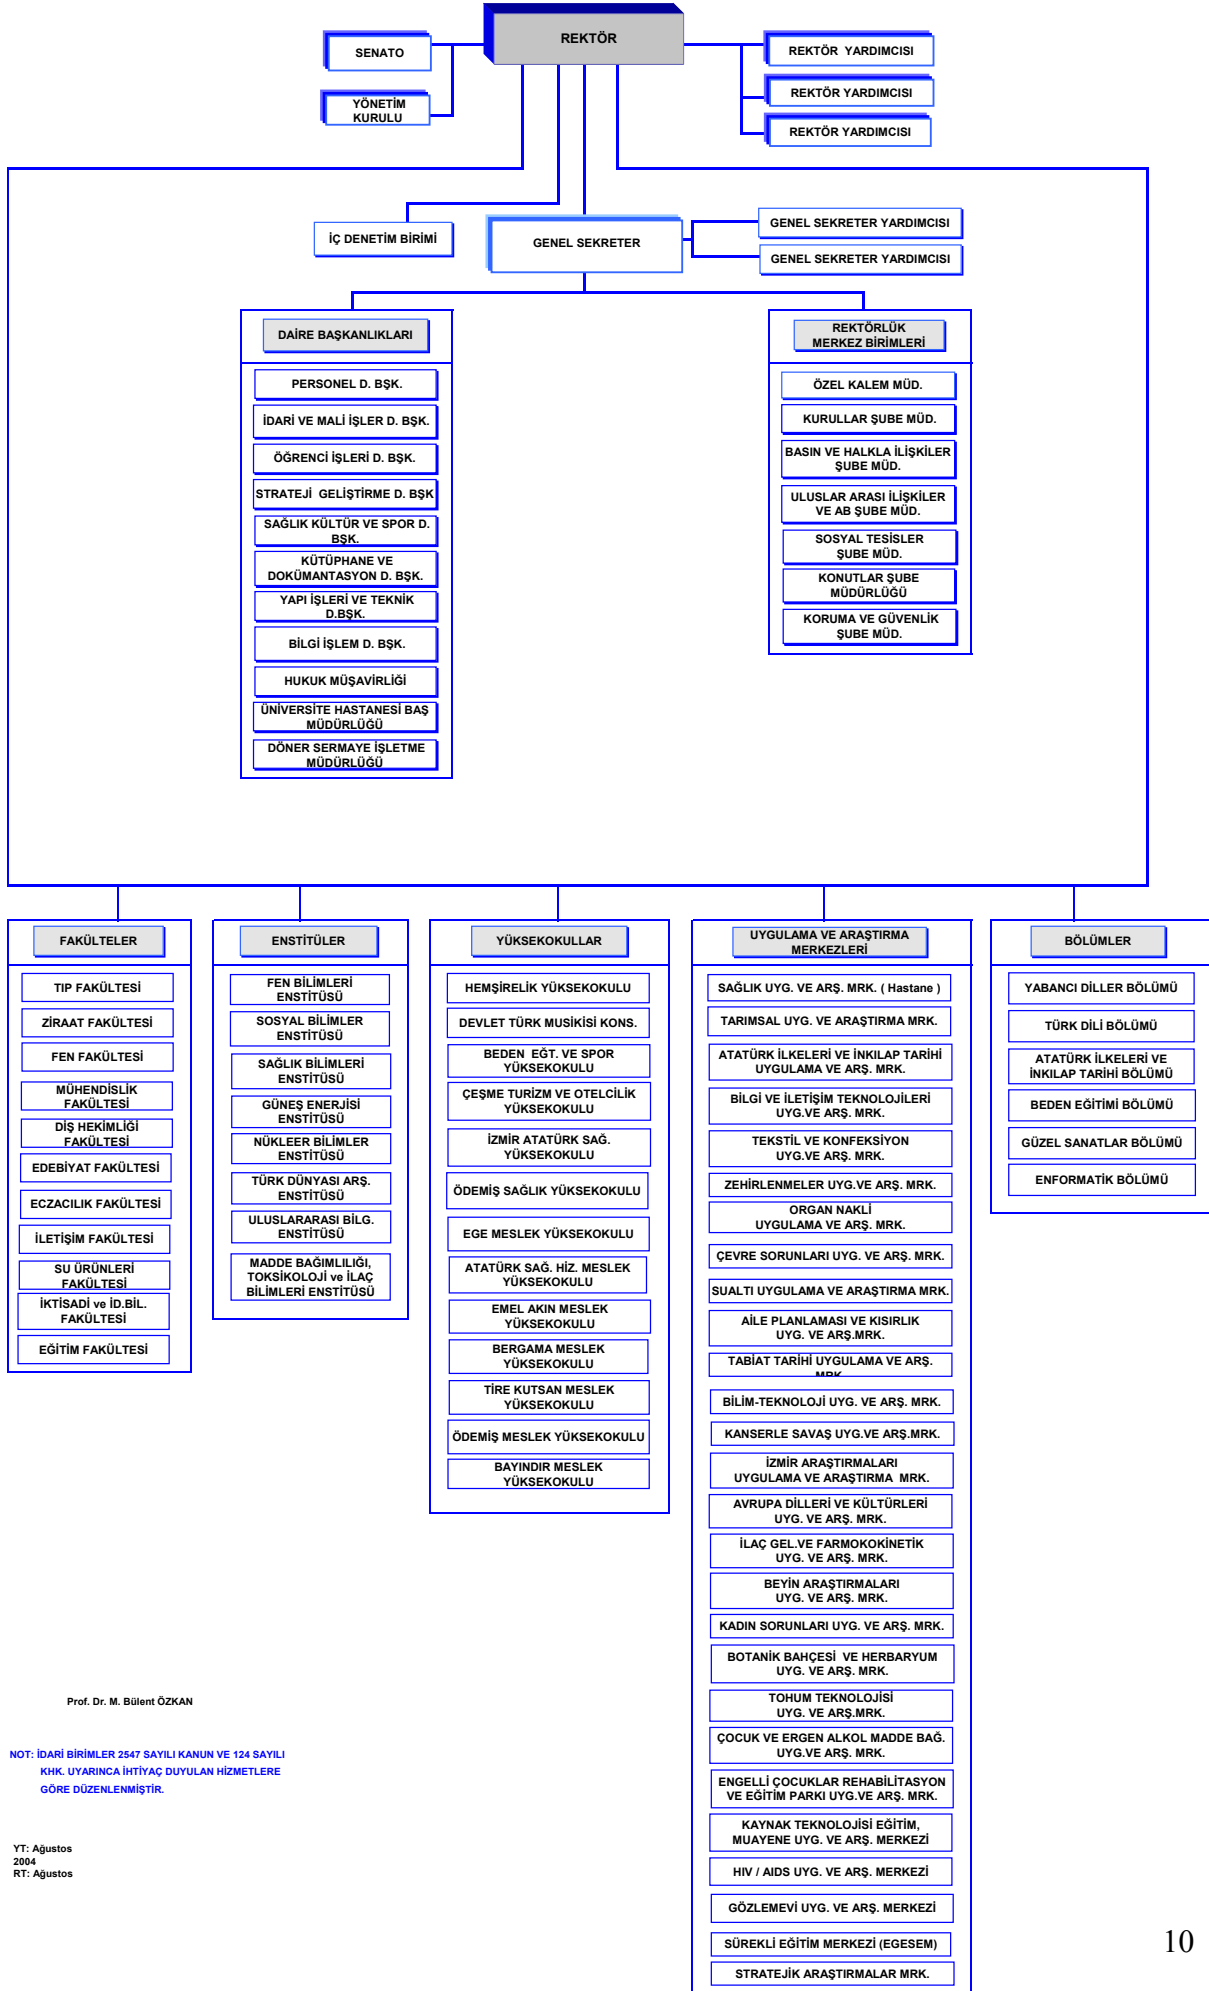 REKTÖR
SENATO
YÖNETİM
KURULU
REKTÖR YARDIMCISI
REKTÖR YARDIMCISI
REKTÖR YARDIMCISI
İÇ DENETİM BİRİMİ
GENEL SEKRETER
GENEL SEKRETER YARDIMCISI
GENEL SEKRETER YARDIMCISI
DAİRE BAŞKANLIKLARI
PERSONEL D. BŞK.
İDARİ VE MALİ İŞLER D. BŞK.
ÖĞRENCİ İŞLERİ D. BŞK.
STRATEJİ GELİŞTİRME D. BŞK
SAĞLIK KÜLTÜR VE SPOR D.
BŞK.
KÜTÜPHANE VE
DOKÜMANTASYON D. BŞK.
YAPI İŞLERİ VE TEKNİK
D.BŞK.
BİLGİ İŞLEM D. BŞK.
HUKUK MÜŞAVİRLİĞİ
ÜNİVERSİTE HASTANESİ BAŞ
MÜDÜRLÜĞÜ
DÖNER SERMAYE İŞLETME
MÜDÜRLÜĞÜ
REKTÖRLÜK
MERKEZ BİRİMLERİ
ÖZEL KALEM MÜD.
KURULLAR ŞUBE MÜD.
BASIN VE HALKLA İLİŞKİLER
ŞUBE MÜD.
ULUSLAR ARASI İLİŞKİLER
VE AB ŞUBE MÜD.
SOSYAL TESİSLER
ŞUBE MÜD.
KONUTLAR ŞUBE
MÜDÜRLÜĞÜ
KORUMA VE GÜVENLİK
ŞUBE MÜD.
FAKÜLTELER
TIP FAKÜLTESİ
ZİRAAT FAKÜLTESİ
FEN FAKÜLTESİ
MÜHENDİSLİK
FAKÜLTESİ
DİŞ HEKİMLİĞİ
FAKÜLTESİ
EDEBİYAT FAKÜLTESİ
ECZACILIK FAKÜLTESİ
İLETİŞİM FAKÜLTESİ
SU ÜRÜNLERİ
FAKÜLTESİ
İKTİSADİ ve İD.BİL.
FAKÜLTESİ
EĞİTİM FAKÜLTESİ
ENSTİTÜLER
FEN BİLİMLERİ
ENSTİTÜSÜ
SOSYAL BİLİMLER
ENSTİTÜSÜ
SAĞLIK BİLİMLERİ
ENSTİTÜSÜ
GÜNEŞ ENERJİSİ
ENSTİTÜSÜ
NÜKLEER BİLİMLER
ENSTİTÜSÜ
TÜRK DÜNYASI ARŞ.
ENSTİTÜSÜ
ULUSLARARASI BİLG.
ENSTİTÜSÜ
MADDE BAĞIMLILIĞI,
TOKSİKOLOJİ ve İLAÇ
BİLİMLERİ ENSTİTÜSÜ
YÜKSEKOKULLAR
HEMŞİRELİK YÜKSEKOKULU
DEVLET TÜRK MUSİKİSİ KONS.
BEDEN EĞT. VE SPOR
YÜKSEKOKULU
ÇEŞME TURİZM VE OTELCİLİK
YÜKSEKOKULU
İZMİR ATATÜRK SAĞ.
YÜKSEKOKULU
ÖDEMİŞ SAĞLIK YÜKSEKOKULU
EGE MESLEK YÜKSEKOKULU
ATATÜRK SAĞ. HİZ. MESLEK
YÜKSEKOKULU
EMEL AKIN MESLEK
YÜKSEKOKULU
BERGAMA MESLEK
YÜKSEKOKULU
TİRE KUTSAN MESLEK
YÜKSEKOKULU
ÖDEMİŞ MESLEK YÜKSEKOKULU
BAYINDIR MESLEK
YÜKSEKOKULU
UYGULAMA VE ARAŞTIRMA
MERKEZLERİ
SAĞLIK UYG. VE ARŞ. MRK. ( Hastane )
TARIMSAL UYG. VE ARAŞTIRMA MRK.
ATATÜRK İLKELERİ VE İNKILAP TARİHİ
UYGULAMA VE ARŞ. MRK.
BİLGİ VE İLETİŞİM TEKNOLOJİLERİ
UYG.VE ARŞ. MRK.
TEKSTİL VE KONFEKSİYON
UYG.VE ARŞ. MRK.
ZEHİRLENMELER UYG.VE ARŞ. MRK.
ORGAN NAKLİ
UYGULAMA VE ARŞ. MRK.
ÇEVRE SORUNLARI UYG. VE ARŞ. MRK.
SUALTI UYGULAMA VE ARAŞTIRMA MRK.
AİLE PLANLAMASI VE KISIRLIK
UYG. VE ARŞ.MRK.
TABİAT TARİHİ UYGULAMA VE ARŞ.
MRK.
BİLİM-TEKNOLOJİ UYG. VE ARŞ. MRK.
KANSERLE SAVAŞ UYG.VE ARŞ.MRK.
İZMİR ARAŞTIRMALARI
UYGULAMA VE ARAŞTIRMA MRK.
AVRUPA DİLLERİ VE KÜLTÜRLERİ
UYG. VE ARŞ. MRK.
İLAÇ GEL.VE FARMOKOKİNETİK
UYG. VE ARŞ. MRK.
BEYİN ARAŞTIRMALARI
UYG. VE ARŞ. MRK.
KADIN SORUNLARI UYG. VE ARŞ. MRK.
BOTANİK BAHÇESİ VE HERBARYUM
UYG. VE ARŞ. MRK.
TOHUM TEKNOLOJİSİ
UYG. VE ARŞ.MRK.
ÇOCUK VE ERGEN ALKOL MADDE BAĞ.
UYG.VE ARŞ. MRK.
ENGELLİ ÇOCUKLAR REHABİLİTASYON
VE EĞİTİM PARKI UYG.VE ARŞ. MRK.
KAYNAK TEKNOLOJİSİ EĞİTİM,
MUAYENE UYG. VE ARŞ. MERKEZİ
HIV / AIDS UYG. VE ARŞ. MERKEZİ
GÖZLEMEVİ UYG. VE ARŞ. MERKEZİ
SÜREKLİ EĞİTİM MERKEZİ (EGESEM)
STRATEJİK ARAŞTIRMALAR MRK.
BÖLÜMLER
YABANCI DİLLER BÖLÜMÜ
TÜRK DİLİ BÖLÜMÜ
ATATÜRK İLKELERİ VE
İNKILAP TARİHİ BÖLÜMÜ
BEDEN EĞİTİMİ BÖLÜMÜ
GÜZEL SANATLAR BÖLÜMÜ
ENFORMATİK BÖLÜMÜ
Prof. Dr. M. Bülent ÖZKAN
NOT: İDARİ BİRİMLER 2547 SAYILI KANUN VE 124 SAYILI
KHK. UYARINCA İHTİYAÇ DUYULAN HİZMETLERE
GÖRE DÜZENLENMİŞTİR.
YT: Ağustos
2004
RT: Ağustos
10